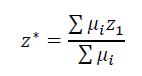 z* = ∑ μᵢz₁ / ∑ μᵢ